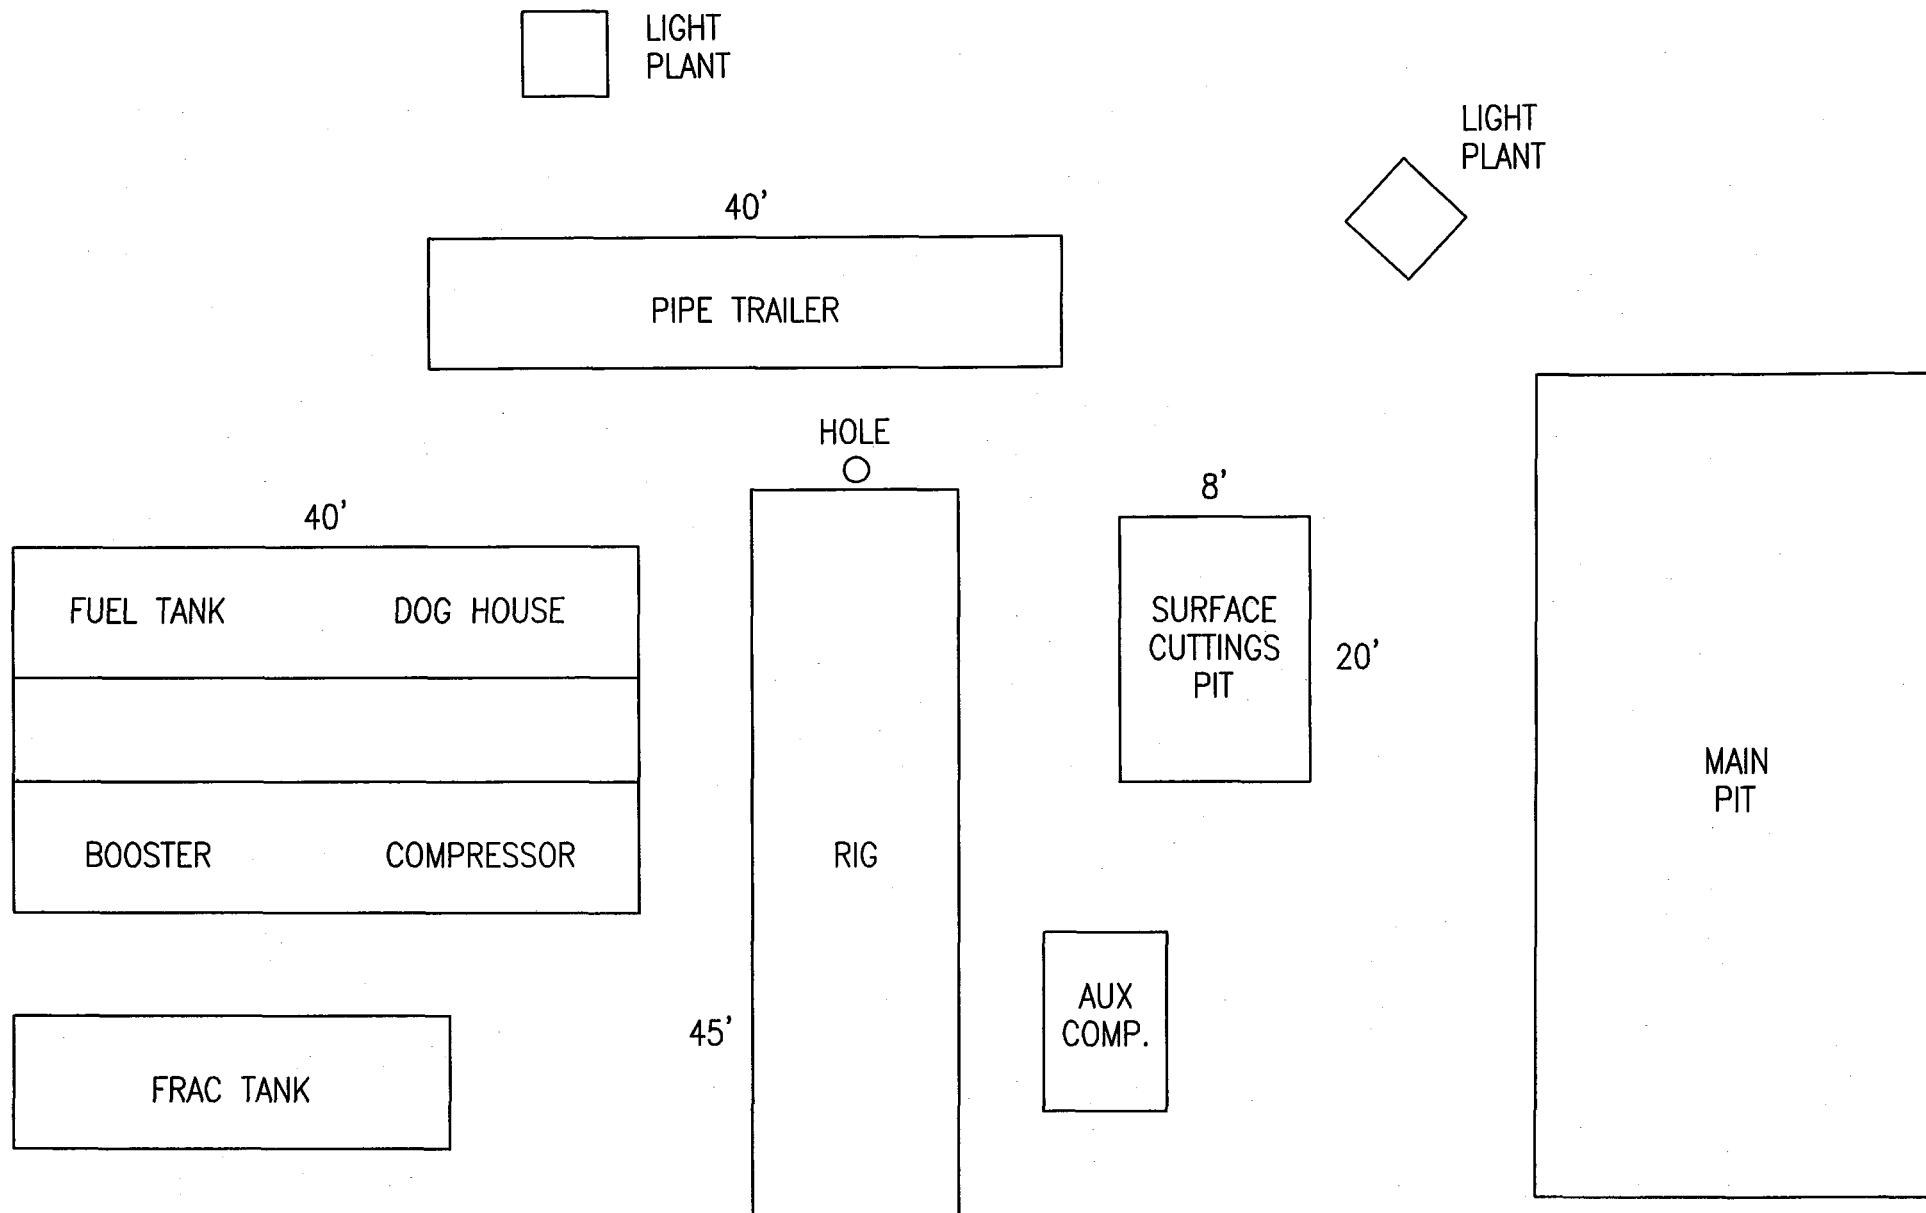 LIGHT
PLANT
LIGHT
PLANT
40'
PIPE TRAILER
HOLE
8'
40'
FUEL TANK
DOG HOUSE
SURFACE
CUTTINGS
PIT
20'
MAIN
PIT
BOOSTER
COMPRESSOR
RIG
AUX
COMP.
45'
FRAC TANK